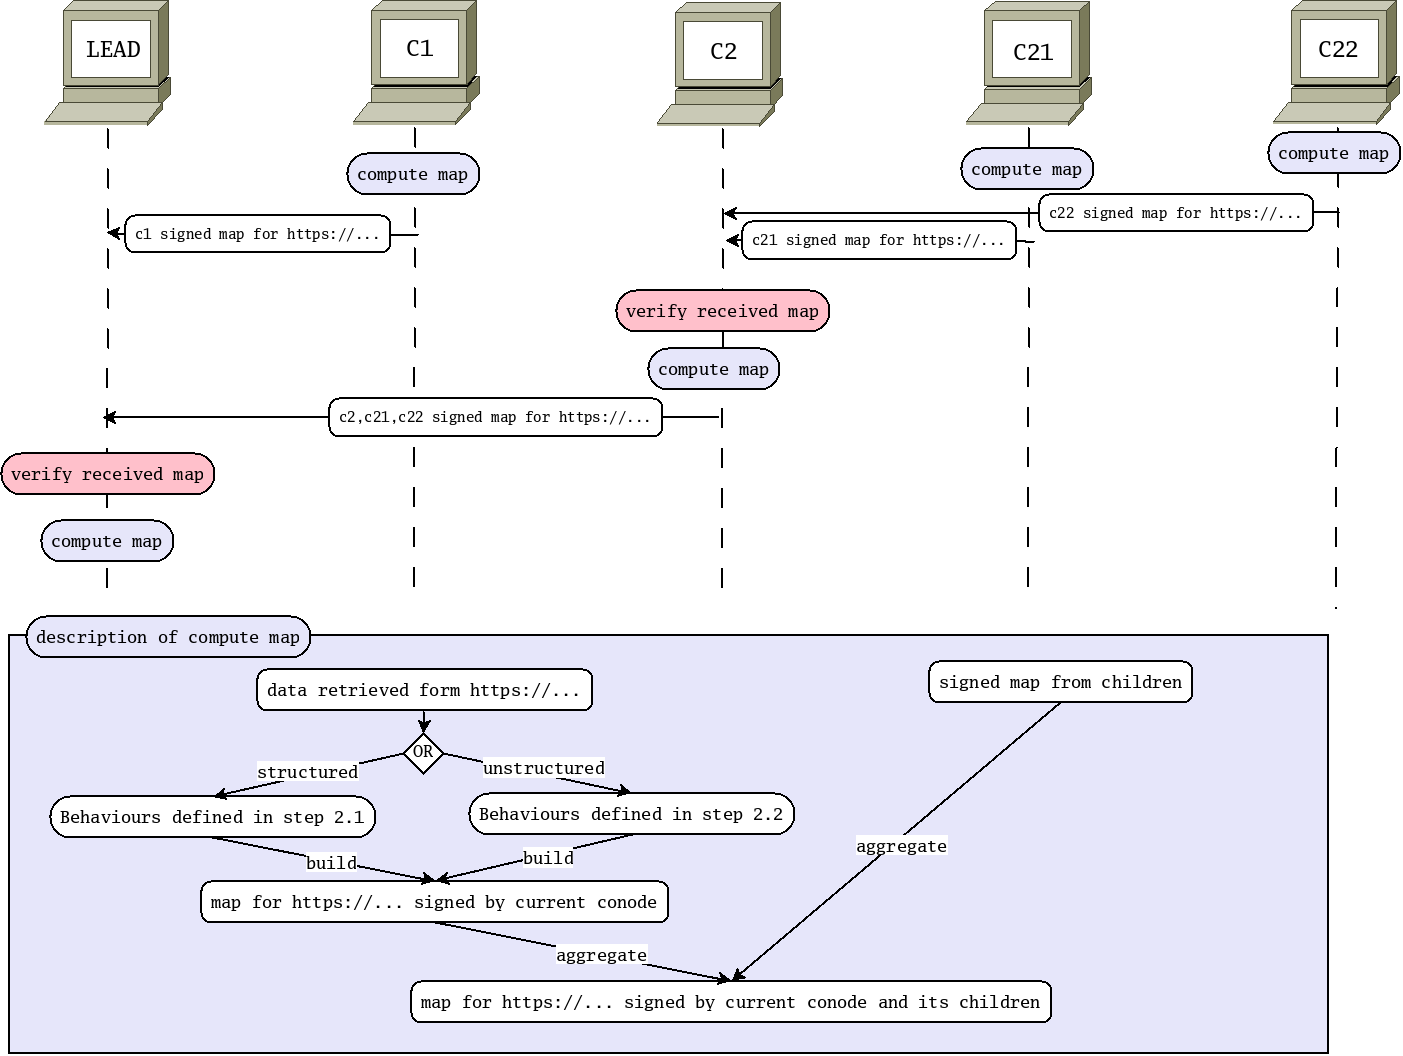 LEAD
C1
C2
C21
C22
compute map
compute map
compute map
c22 signed map for https://...
c1 signed map for https://...
c21 signed map for https://...
verify received map
compute map
c2,c21,c22 signed map for https://...
verify received map
compute map
description of compute map
data retrieved form https://...
signed map from children
OR
structured
unstructured
Behaviours defined in step 2.1
Behaviours defined in step 2.2
build
build
aggregate
map for https://... signed by current conode
aggregate
map for https://... signed by current conode and its children